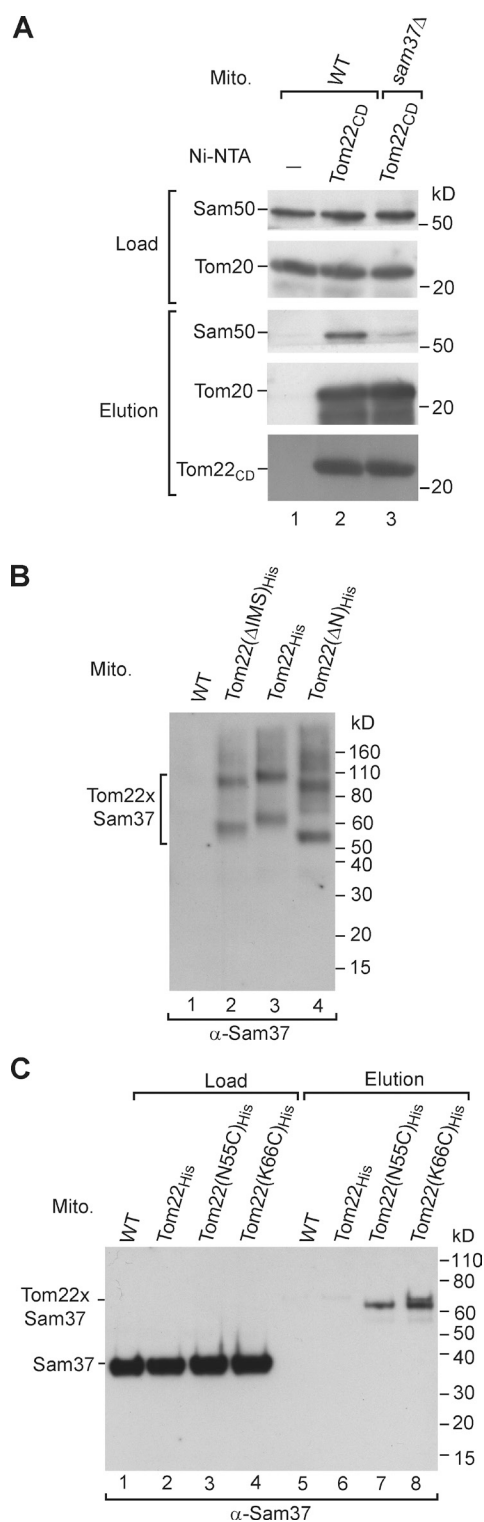 A
Mito.
WT
sam37Δ
Ni-NTA
–
Tom22CD
Tom22CD
kD
Load
Sam50
50
Tom20
20
Elution
Sam50
50
Tom20
20
Tom22CD
20
1 2 3
B
Mito.
WT
Tom22(ΔIMS)His
Tom22His
Tom22(ΔN)His
kD
Tom22x
Sam37
160
110
80
60
50
40
30
20
15
1 2 3 4
α-Sam37
C
Load Elution
Mito.
WT
Tom22His
Tom22(N55C)His
Tom22(K66C)His
WT
Tom22His
Tom22(N55C)His
Tom22(K66C)His
kD
Tom22x
Sam37
Sam37
110
80
60
50
40
30
20
15
1 2 3 4 5 6 7 8
α-Sam37